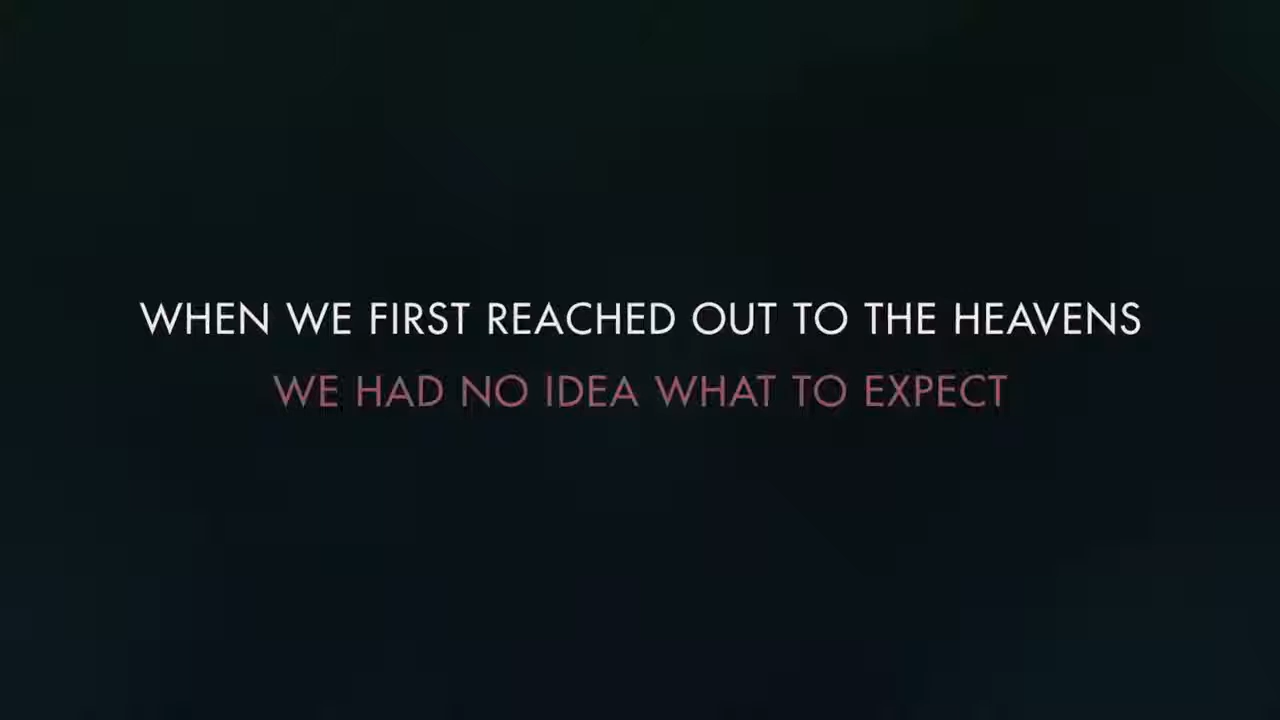 WHEN WE FIRST REACHED OUT TO THE HEAVENS
WE HAD NO IDEA WHAT TO EXPECT